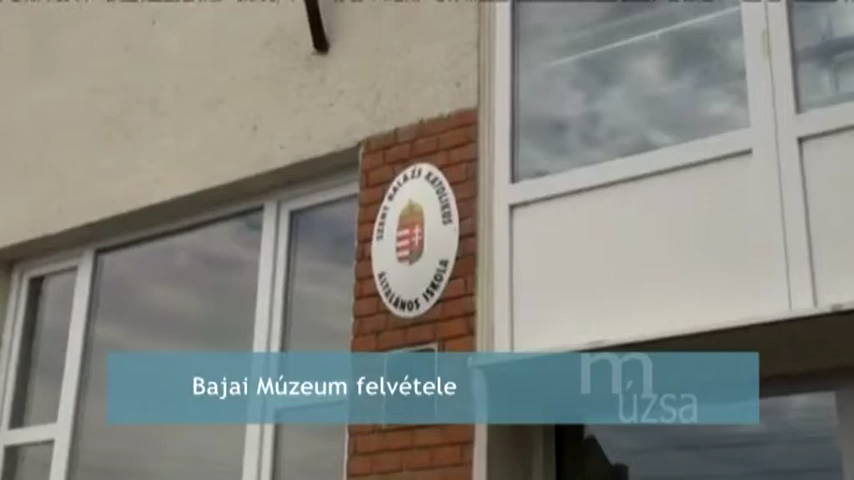 SZENT BALÁZS KATOLIKUS
ÁLTALÁNOS ISKOLA
Bajai Múzeum felvétele
múzsa